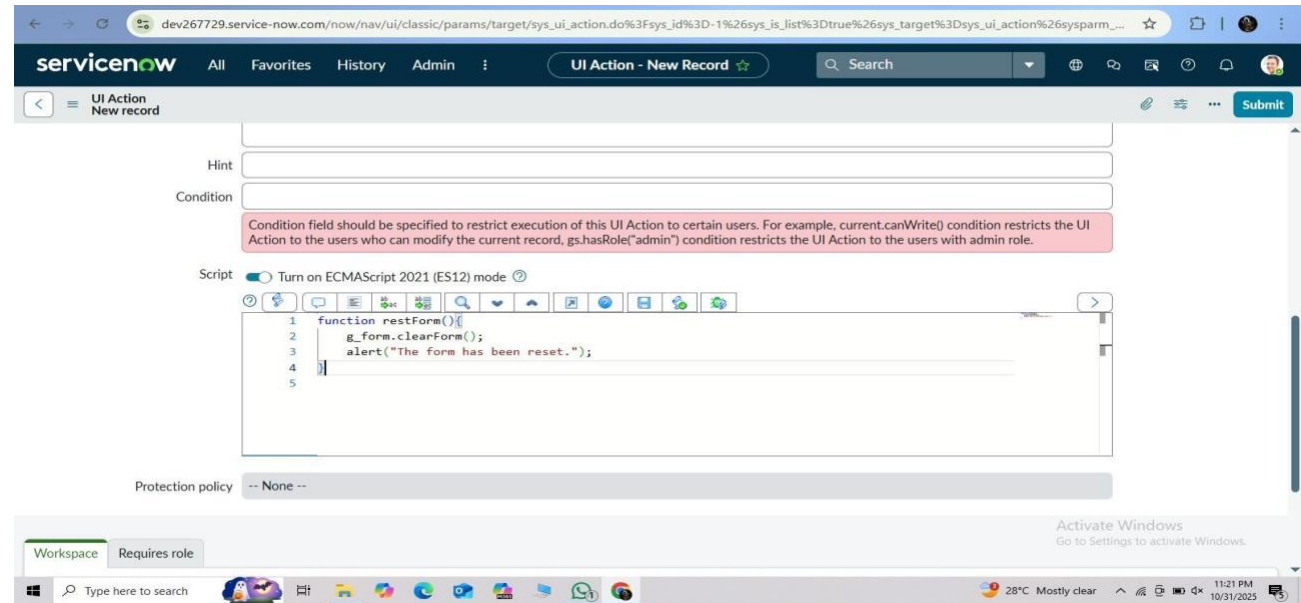 dev267729.service-now.com/now/nav/ui/classic/params/target/sys_ui_action.do%3Fsys_id%3D-1%26sys_is_list%3Dtrue%26sys_target%3Dsys_ui_action%26sysparm_...
servicenow All Favorites History Admin UI Action - New Record Search
UI Action
New record
Submit
Hint
Condition
Condition field should be specified to restrict execution of this UI Action to certain users. For example, current.canWrite() condition restricts the UI
Action to the users who can modify the current record, gs.hasRole("admin") condition restricts the UI Action to the users with admin role.
Script Turn on ECMAScript 2021 (ES12) mode
1 function restForm(){
2 g_form.clearForm();
3 alert("The form has been reset.");
4 }
5
Protection policy -- None --
Activate Windows
Go to Settings to activate Windows.
Workspace Requires role
Type here to search
28°C Mostly clear
11:21 PM
10/31/2025